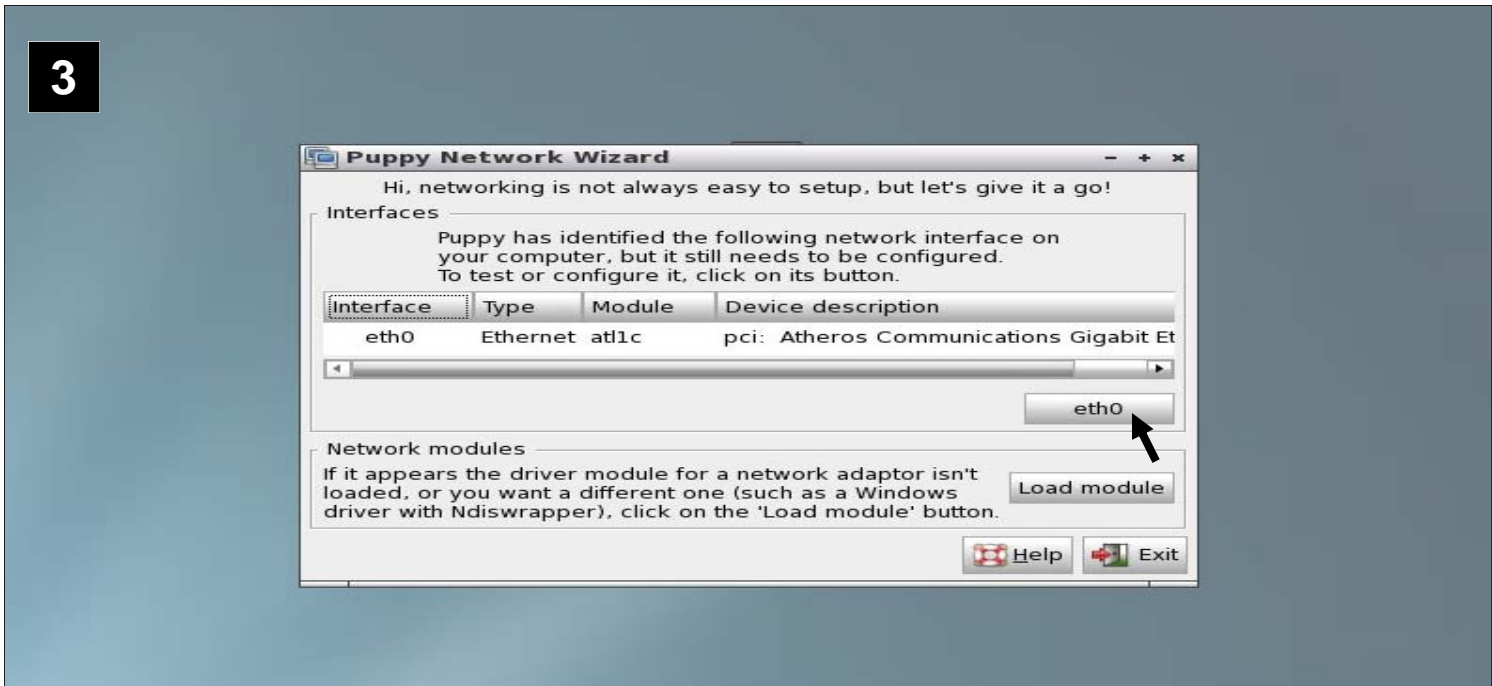 3
Puppy Network Wizard
Hi, networking is not always easy to setup, but let's give it a go!
Interfaces
Puppy has identified the following network interface on
your computer, but it still needs to be configured.
To test or configure it, click on its button.
Interface Type Module Device description
eth0 Ethernet atl1c pci: Atheros Communications Gigabit Et
eth0
Network modules
If it appears the driver module for a network adaptor isn't
loaded, or you want a different one (such as a Windows
driver with Ndiswrapper), click on the 'Load module' button.
Load module
Help Exit